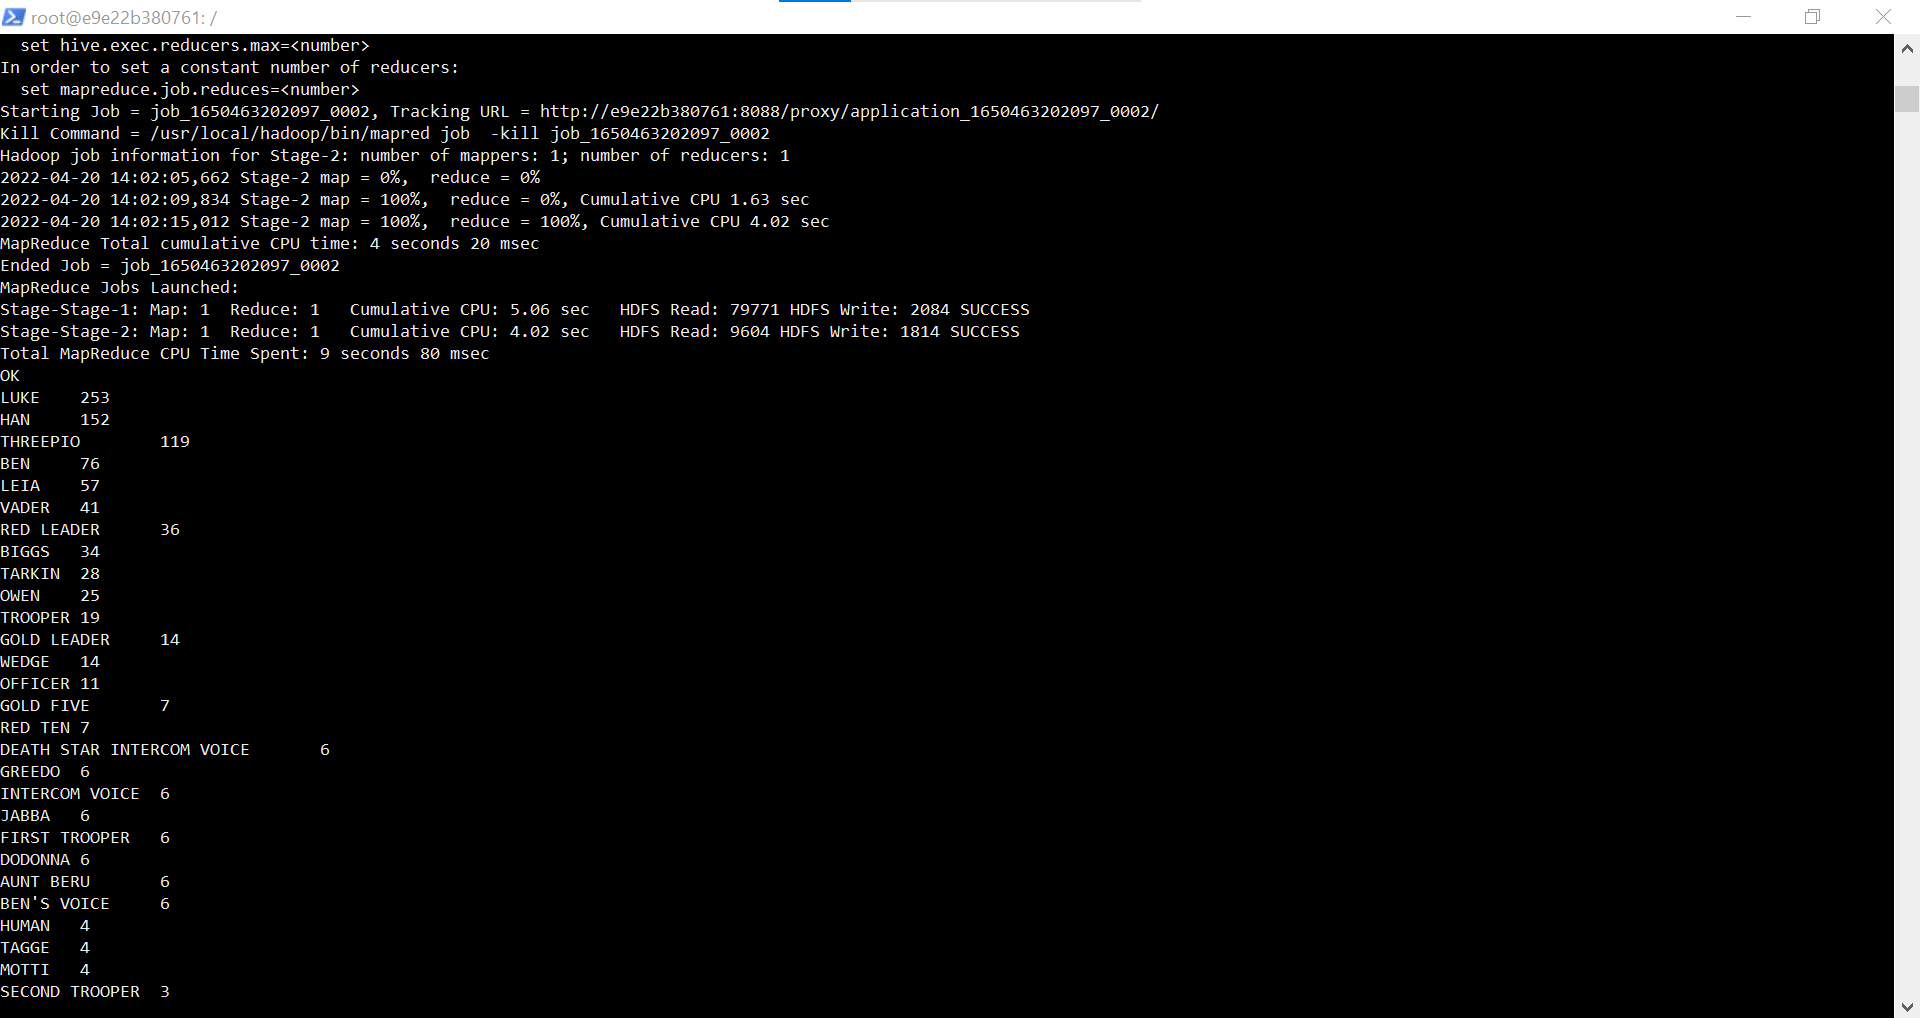 root@e9e22b380761: /
  set hive.exec.reducers.max=<number>
In order to set a constant number of reducers:
  set mapreduce.job.reduces=<number>
Starting Job = job_1650463202097_0002, Tracking URL = http://e9e22b380761:8088/proxy/application_1650463202097_0002/
Kill Command = /usr/local/hadoop/bin/mapred job  -kill job_1650463202097_0002
Hadoop job information for Stage-2: number of mappers: 1; number of reducers: 1
2022-04-20 14:02:05,662 Stage-2 map = 0%,  reduce = 0%
2022-04-20 14:02:09,834 Stage-2 map = 100%,  reduce = 0%, Cumulative CPU 1.63 sec
2022-04-20 14:02:15,012 Stage-2 map = 100%,  reduce = 100%, Cumulative CPU 4.02 sec
MapReduce Total cumulative CPU time: 4 seconds 20 msec
Ended Job = job_1650463202097_0002
MapReduce Jobs Launched:
Stage-Stage-1: Map: 1  Reduce: 1   Cumulative CPU: 5.06 sec   HDFS Read: 79771 HDFS Write: 2084 SUCCESS
Stage-Stage-2: Map: 1  Reduce: 1   Cumulative CPU: 4.02 sec   HDFS Read: 9604 HDFS Write: 1814 SUCCESS
Total MapReduce CPU Time Spent: 9 seconds 80 msec
OK
LUKE    253
HAN     152
THREEPIO        119
BEN     76
LEIA    57
VADER   41
RED LEADER      36
BIGGS   34
TARKIN  28
OWEN    25
TROOPER 19
GOLD LEADER     14
WEDGE   14
OFFICER 11
GOLD FIVE       7
RED TEN 7
DEATH STAR INTERCOM VOICE       6
GREEDO  6
INTERCOM VOICE  6
JABBA   6
FIRST TROOPER   6
DODONNA 6
AUNT BERU       6
BEN'S VOICE     6
HUMAN   4
TAGGE   4
MOTTI   4
SECOND TROOPER  3